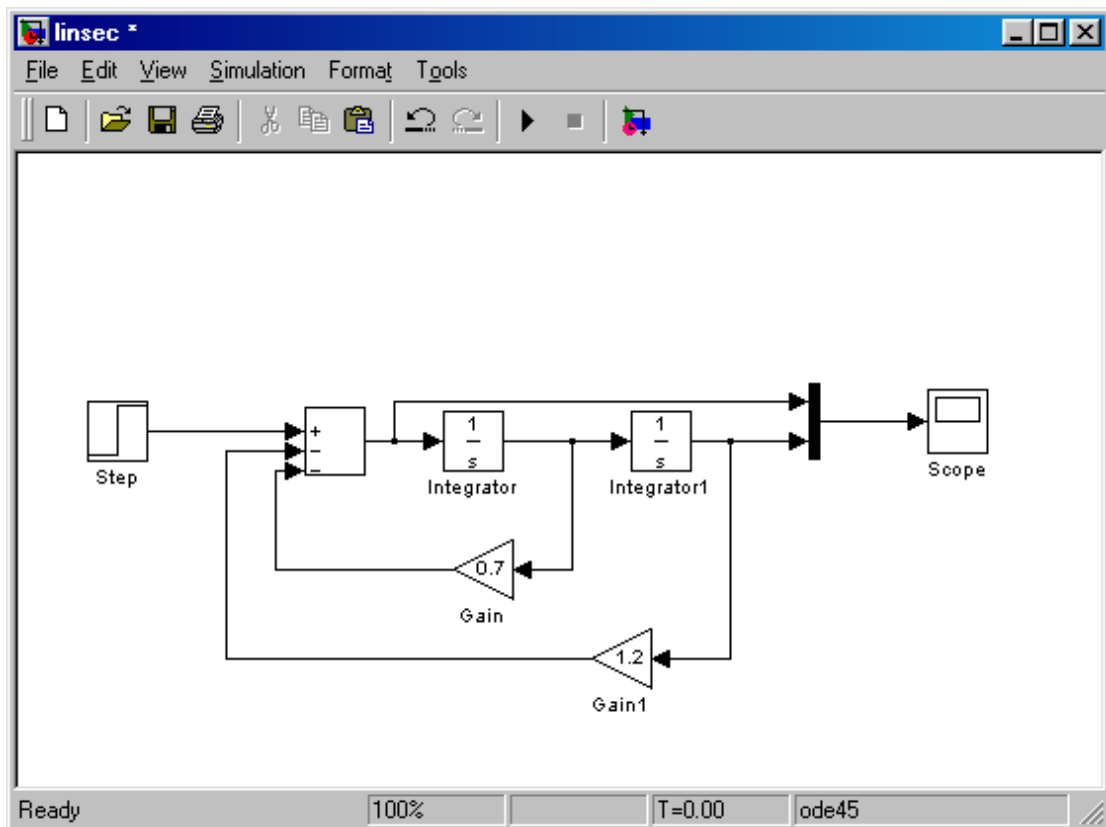 linsec *
File Edit View Simulation Format Tools
Step
+
−
−
1
s
Integrator
1
s
Integrator1
Scope
0.7
Gain
1.2
Gain1
Ready 100% T=0.00 ode45